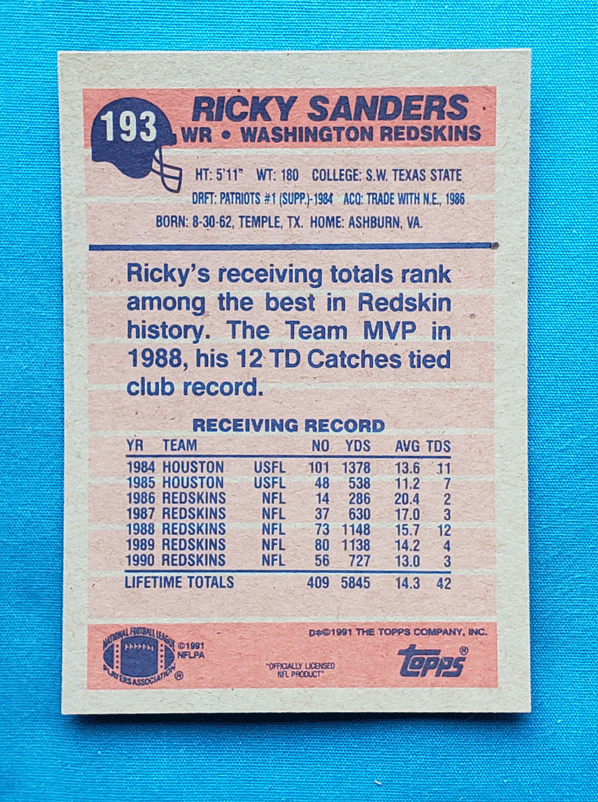 193
RICKY SANDERS
WR • WASHINGTON REDSKINS
HT: 5'11" WT: 180 COLLEGE: S.W. TEXAS STATE
DRFT: PATRIOTS #1 (SUPP.)-1984 ACQ: TRADE WITH N.E., 1986
BORN: 8-30-62, TEMPLE, TX. HOME: ASHBURN, VA.
Ricky's receiving totals rank
among the best in Redskin
history. The Team MVP in
1988, his 12 TD Catches tied
club record.
RECEIVING RECORD
YR TEAM NO YDS AVG TDS
1984 HOUSTON USFL 101 1378 13.6 11
1985 HOUSTON USFL 48 538 11.2 7
1986 REDSKINS NFL 14 286 20.4 2
1987 REDSKINS NFL 37 630 17.0 3
1988 REDSKINS NFL 73 1148 15.7 12
1989 REDSKINS NFL 80 1138 14.2 4
1990 REDSKINS NFL 56 727 13.0 3
LIFETIME TOTALS 409 5845 14.3 42
NATIONAL FOOTBALL LEAGUE
PLAYERS ASSOCIATION ®
©1991
NFLPA
"OFFICIALLY LICENSED
NFL PRODUCT"
D✻©1991 THE TOPPS COMPANY, INC.
TOPPS®